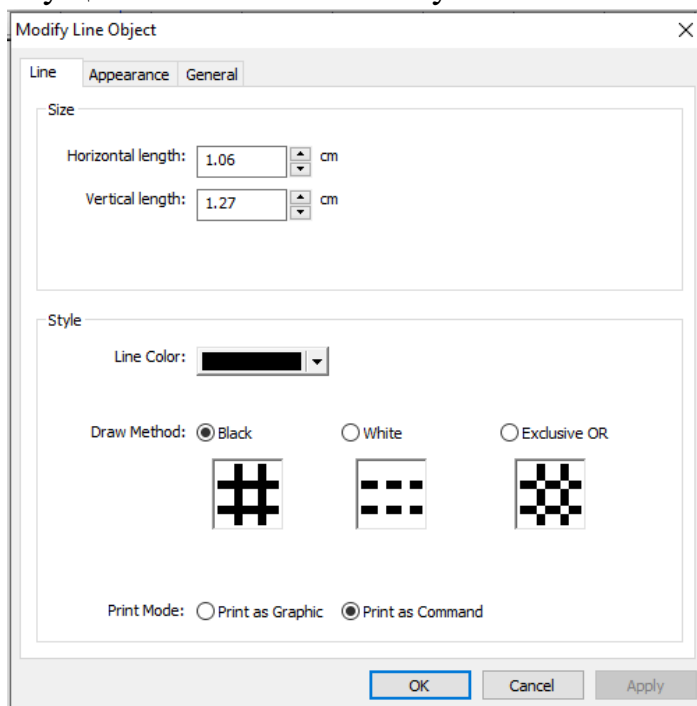 Modify Line Object
Line Appearance General
Size
Horizontal length: 1.06 cm
Vertical length: 1.27 cm
Style
Line Color:
Draw Method: Black White Exclusive OR
Print Mode: Print as Graphic Print as Command
OK Cancel Apply